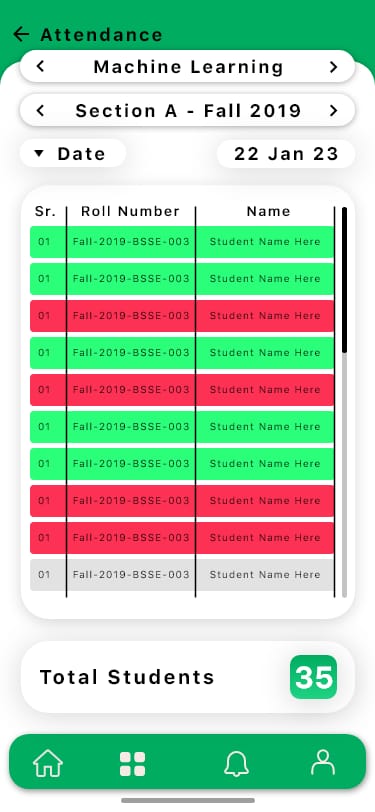 Attendance
Machine Learning
Section A - Fall 2019
Date 22 Jan 23
Sr. Roll Number Name
01 Fall-2019-BSSE-003 Student Name Here
01 Fall-2019-BSSE-003 Student Name Here
01 Fall-2019-BSSE-003 Student Name Here
01 Fall-2019-BSSE-003 Student Name Here
01 Fall-2019-BSSE-003 Student Name Here
01 Fall-2019-BSSE-003 Student Name Here
01 Fall-2019-BSSE-003 Student Name Here
01 Fall-2019-BSSE-003 Student Name Here
01 Fall-2019-BSSE-003 Student Name Here
01 Fall-2019-BSSE-003 Student Name Here
Total Students 35